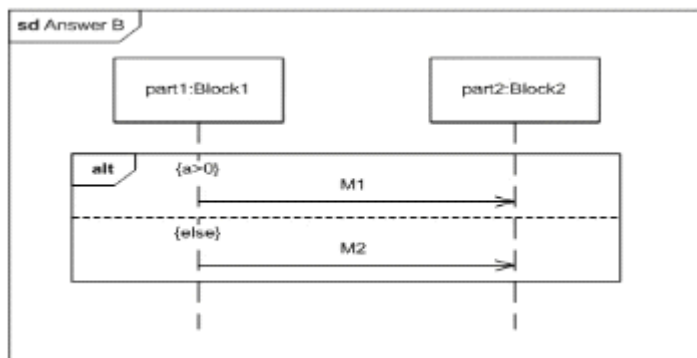 sd Answer B
part1:Block1
part2:Block2
alt
{a>0}
M1
{else}
M2